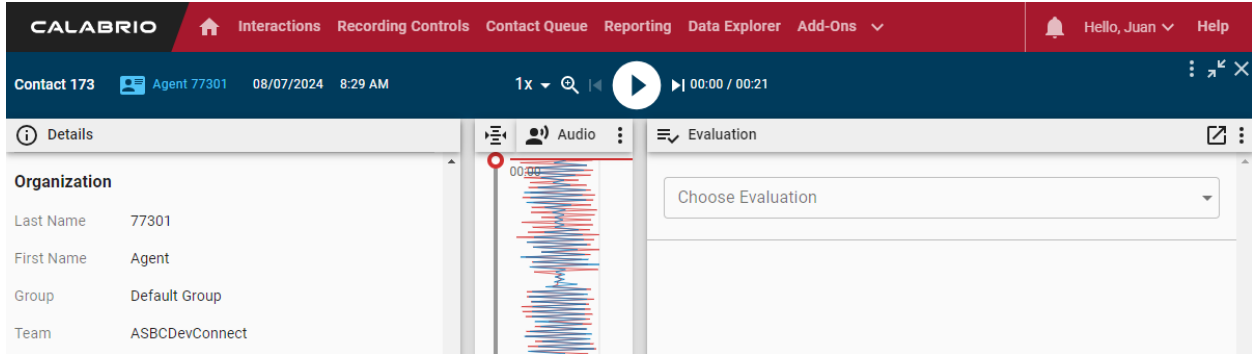 CALABRIO Interactions Recording Controls Contact Queue Reporting Data Explorer Add-Ons Hello, Juan Help
Contact 173 Agent 77301 08/07/2024 8:29 AM 1x 00:00 / 00:21
Details Audio Evaluation
Organization
00:00
Choose Evaluation
Last Name 77301
First Name Agent
Group Default Group
Team ASBCDevConnect